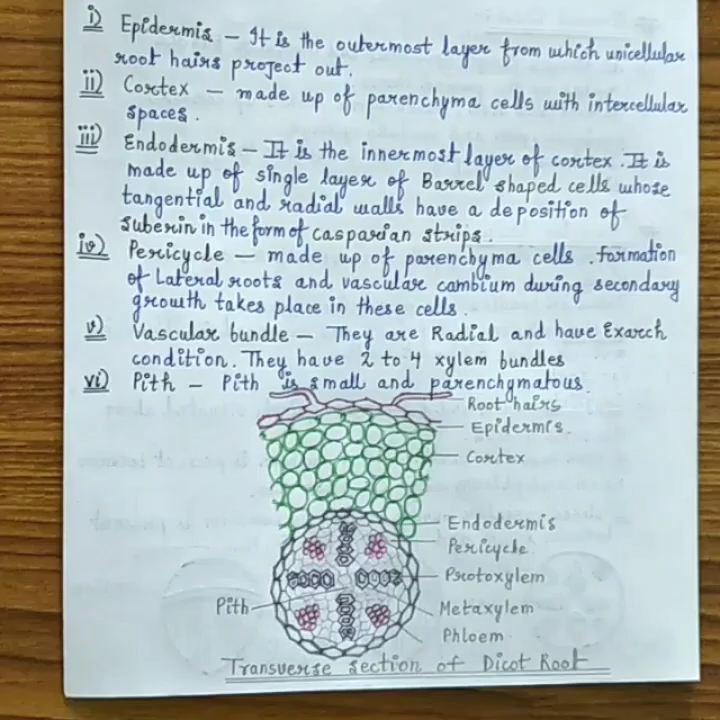 i) Epidermis – It is the outermost layer from which unicellular
root hairs project out.
ii) Cortex – made up of parenchyma cells with intercellular
spaces.
iii) Endodermis – It is the innermost layer of cortex. It is
made up of single layer of Barrel shaped cells whose
tangential and radial walls have a deposition of
suberin in the form of casparian strips.
iv) Pericycle – made up of parenchyma cells. formation
of Lateral roots and vascular cambium during secondary
growth takes place in these cells.
v) Vascular bundle – They are Radial and have Exarch
condition. They have 2 to 4 xylem bundles
vi) Pith – Pith is small and parenchymatous.
Root hairs
Epidermis
Cortex
Endodermis
Pericycle
Protoxylem
Pith
Metaxylem
Phloem
Transverse section of Dicot Root